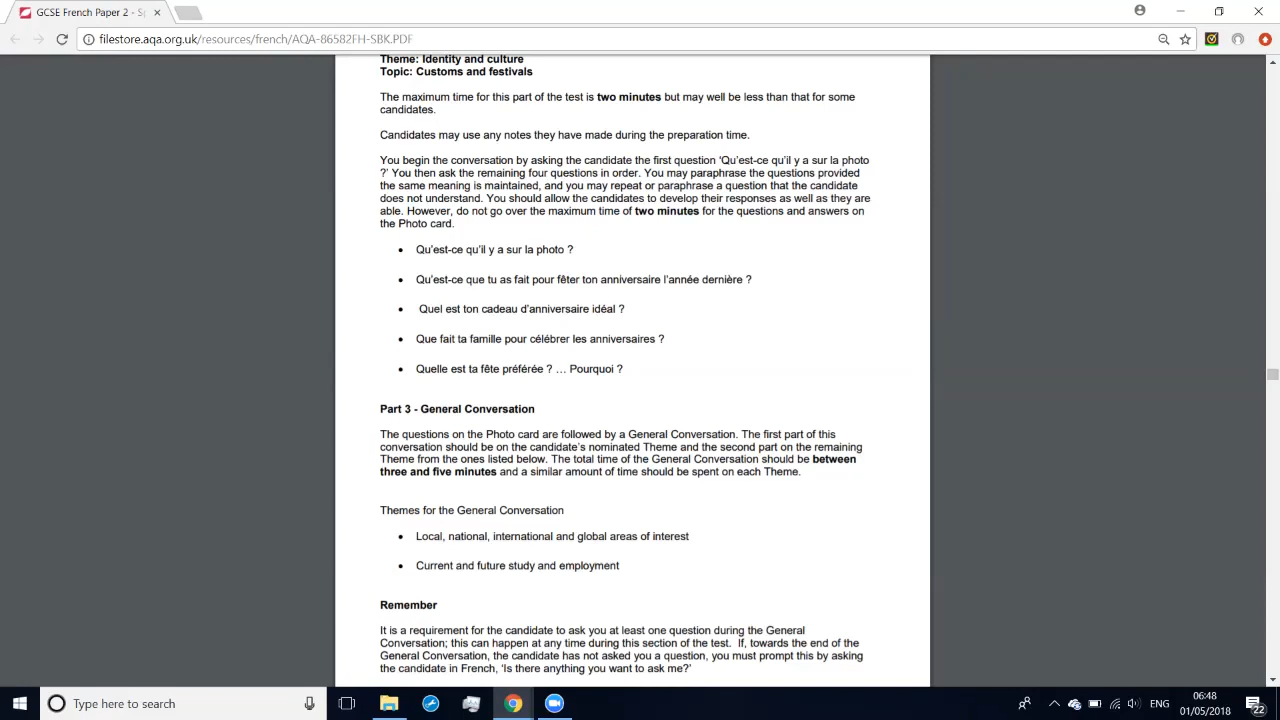 GCSE French Paper 2 - Sp
filestore.aqa.org.uk/resources/french/AQA-86582FH-SBK.PDF
Theme: Identity and culture
Topic: Customs and festivals
The maximum time for this part of the test is two minutes but may well be less than that for some
candidates.
Candidates may use any notes they have made during the preparation time.
You begin the conversation by asking the candidate the first question ‘Qu’est-ce qu’il y a sur la photo
?’ You then ask the remaining four questions in order. You may paraphrase the questions provided
the same meaning is maintained, and you may repeat or paraphrase a question that the candidate
does not understand. You should allow the candidates to develop their responses as well as they are
able. However, do not go over the maximum time of two minutes for the questions and answers on
the Photo card.
• Qu’est-ce qu’il y a sur la photo ?
• Qu’est-ce que tu as fait pour fêter ton anniversaire l’année dernière ?
• Quel est ton cadeau d’anniversaire idéal ?
• Que fait ta famille pour célébrer les anniversaires ?
• Quelle est ta fête préférée ? … Pourquoi ?
Part 3 - General Conversation
The questions on the Photo card are followed by a General Conversation. The first part of this
conversation should be on the candidate’s nominated Theme and the second part on the remaining
Theme from the ones listed below. The total time of the General Conversation should be between
three and five minutes and a similar amount of time should be spent on each Theme.
Themes for the General Conversation
• Local, national, international and global areas of interest
• Current and future study and employment
Remember
It is a requirement for the candidate to ask you at least one question during the General
Conversation; this can happen at any time during this section of the test. If, towards the end of the
General Conversation, the candidate has not asked you a question, you must prompt this by asking
the candidate in French, ‘Is there anything you want to ask me?’
Type here to search
ENG
06:48
01/05/2018
22